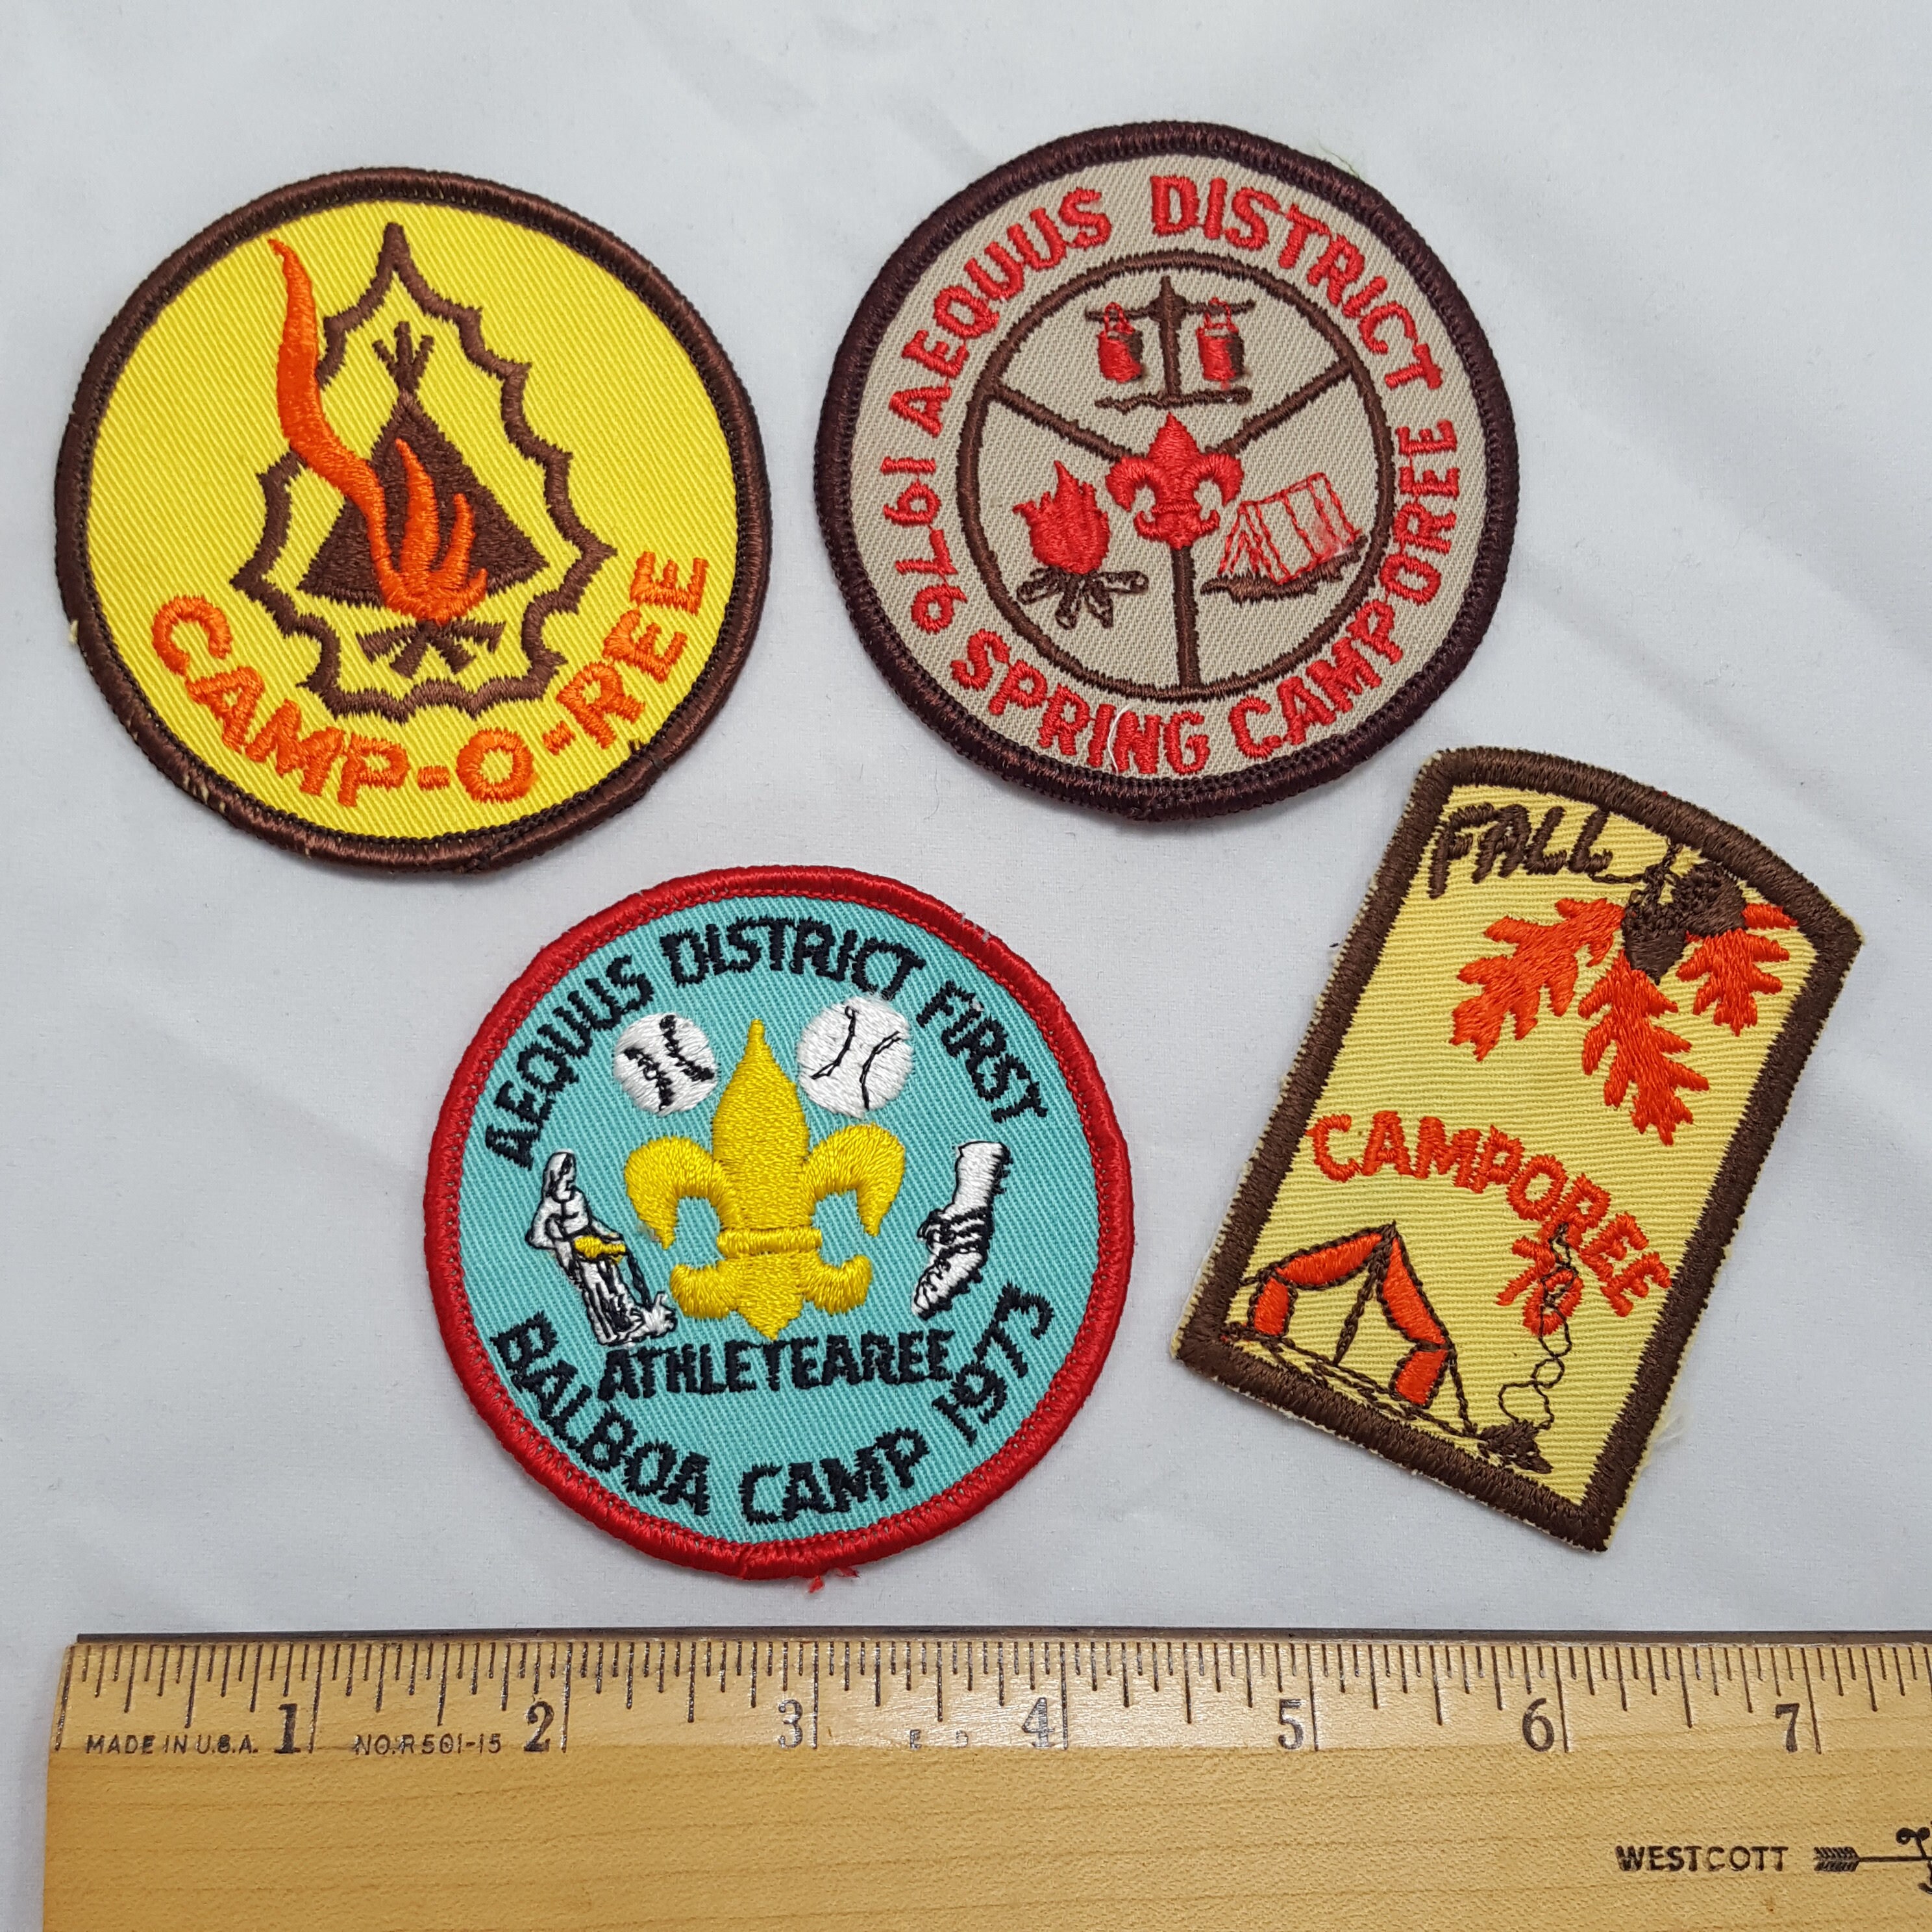 CAMP-O-REE
1976 AEQUUS DISTRICT
SPRING CAMPOREE
FALL
CAMPOREE
70
AEQUUS DISTRICT FIRST
ATHLETEAREE
BALBOA CAMP 1973
1 2 3 4 5 6 7
MADE IN U.S.A. NO. R501-15
WESTCOTT